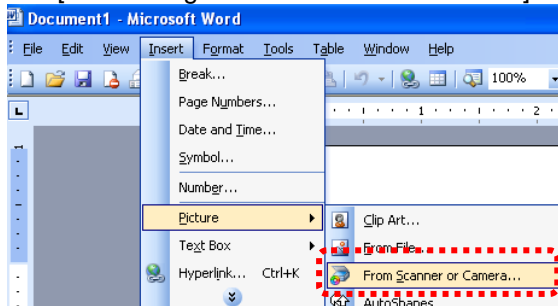 Document1 - Microsoft Word
File Edit View Insert Format Tools Table Window Help
100%
Break...
Page Numbers...
1 2
Date and Time...
Symbol...
Number...
Picture
Clip Art...
Text Box
From File...
Hyperlink... Ctrl+K
From Scanner or Camera...
AutoShapes